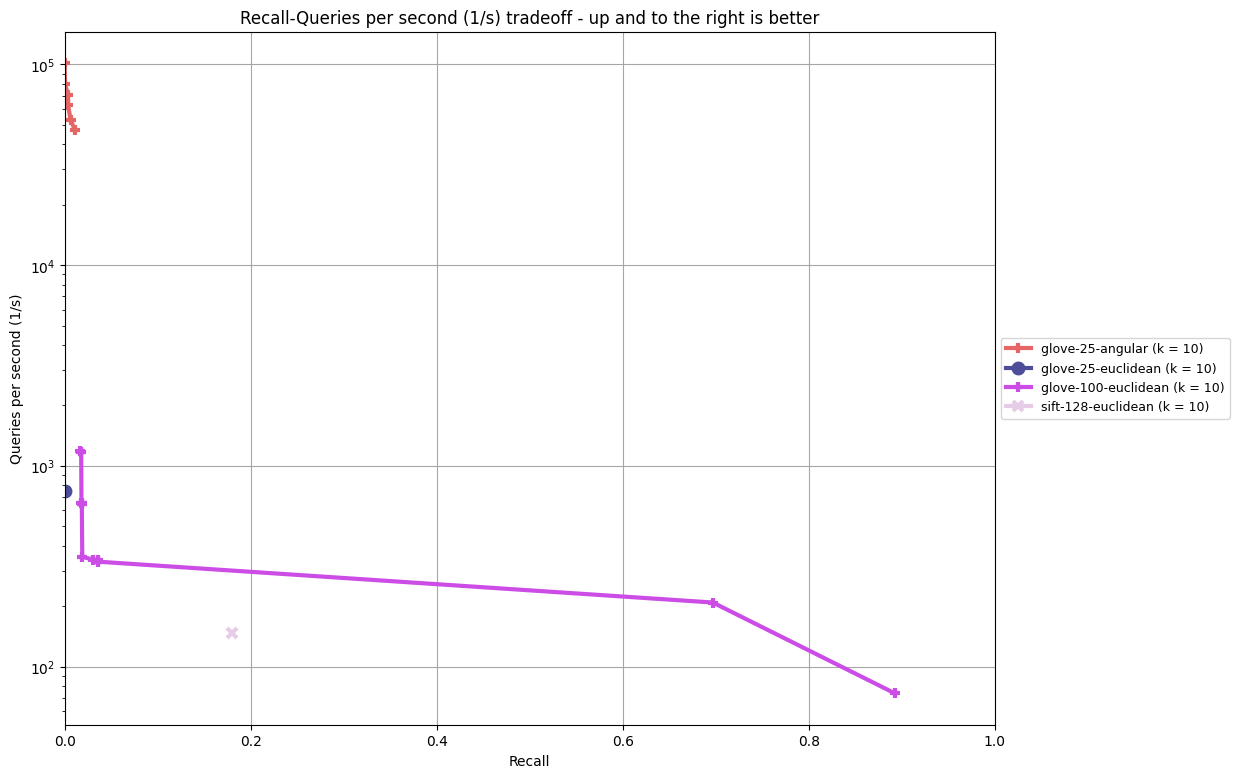 Recall-Queries per second (1/s) tradeoff - up and to the right is better
Queries per second (1/s)
10^5
10^4
10^3
10^2
0.0 0.2 0.4 0.6 0.8 1.0
Recall
glove-25-angular (k = 10)
glove-25-euclidean (k = 10)
glove-100-euclidean (k = 10)
sift-128-euclidean (k = 10)